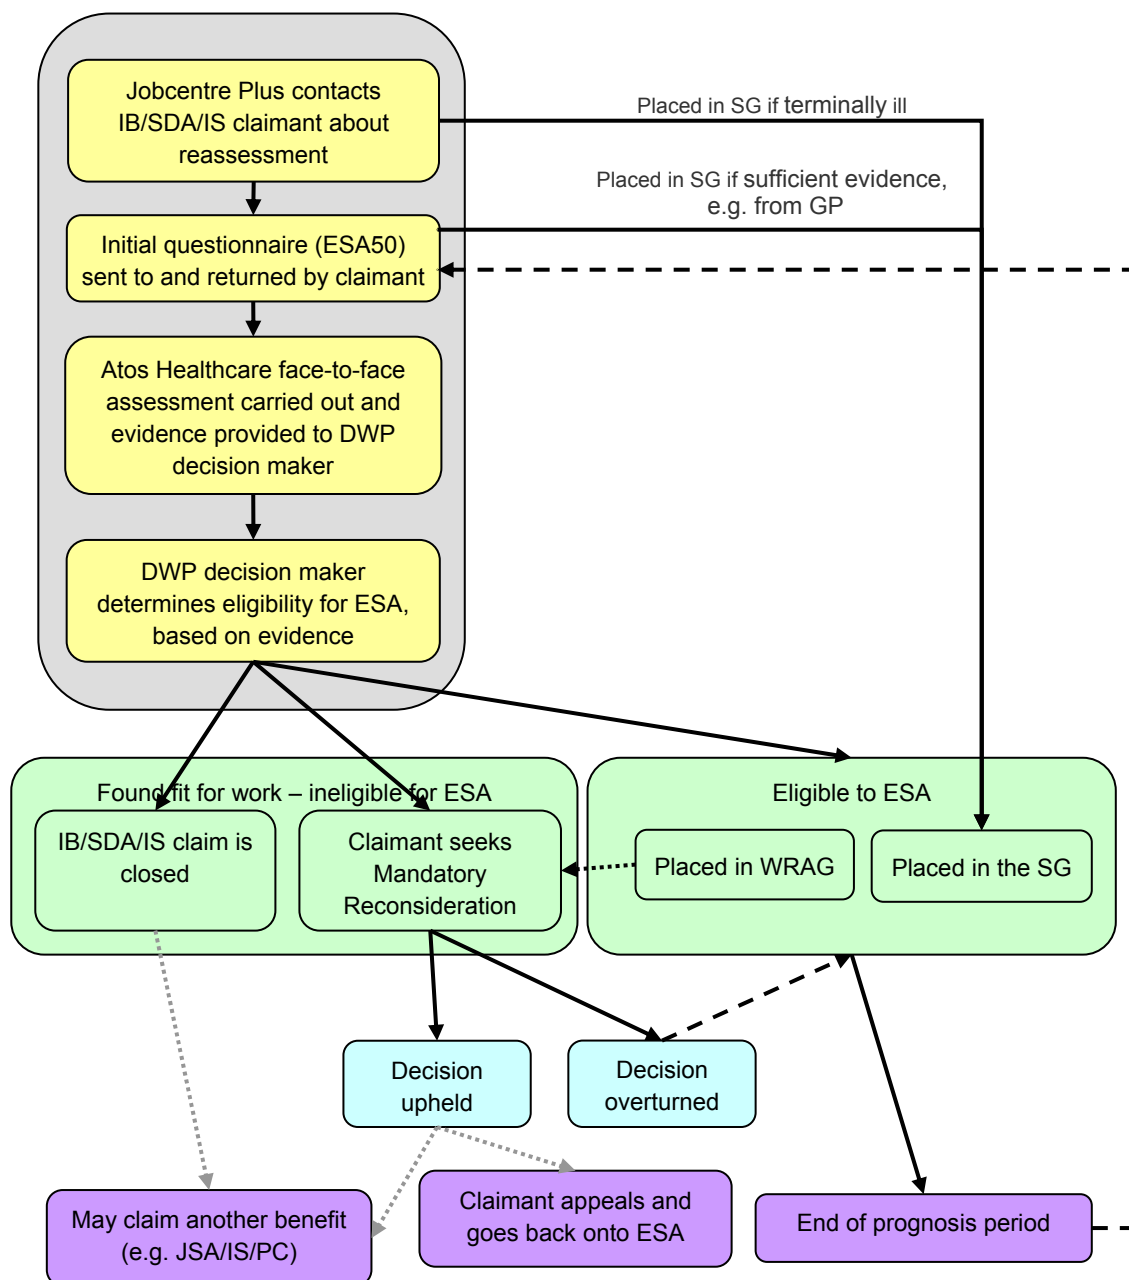 Jobcentre Plus contacts
IB/SDA/IS claimant about
reassessment
Placed in SG if terminally ill
Placed in SG if sufficient evidence,
e.g. from GP
Initial questionnaire (ESA50)
sent to and returned by claimant
Atos Healthcare face-to-face
assessment carried out and
evidence provided to DWP
decision maker
DWP decision maker
determines eligibility for ESA,
based on evidence
Found fit for work – ineligible for ESA
IB/SDA/IS claim is
closed
Claimant seeks
Mandatory
Reconsideration
Eligible to ESA
Placed in WRAG
Placed in the SG
Decision
upheld
Decision
overturned
May claim another benefit
(e.g. JSA/IS/PC)
Claimant appeals and
goes back onto ESA
End of prognosis period